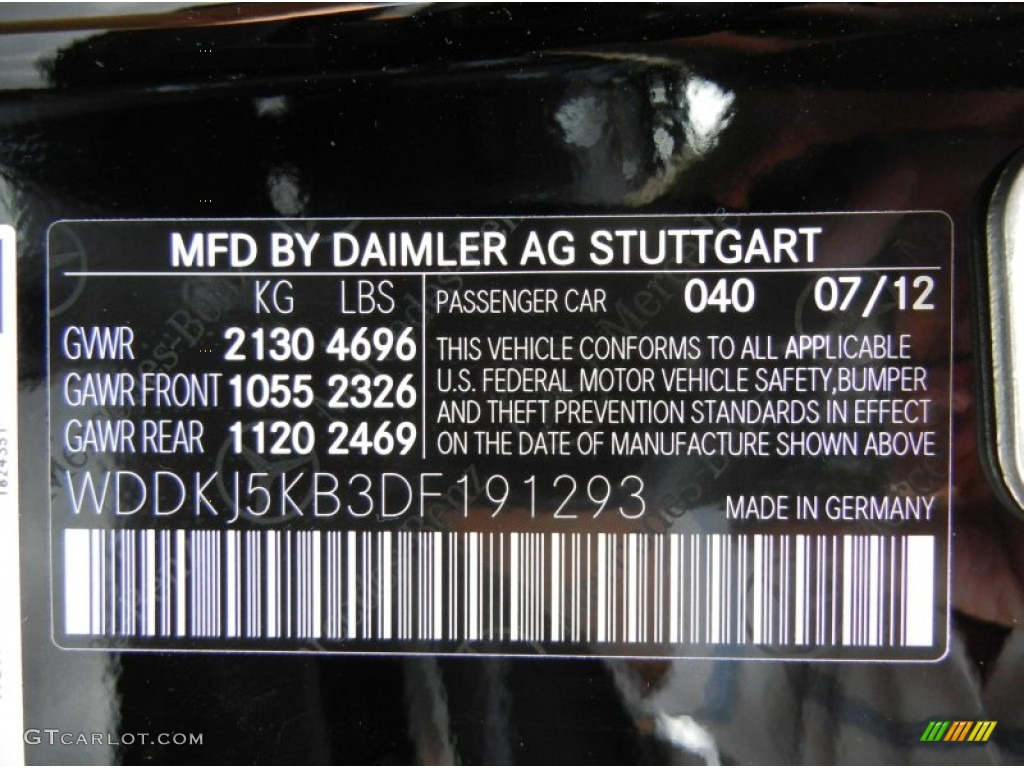 MFD BY DAIMLER AG STUTTGART
KG LBS
GVWR 2130 4696
GAWR FRONT 1055 2326
GAWR REAR 1120 2469
PASSENGER CAR 040 07/12
THIS VEHICLE CONFORMS TO ALL APPLICABLE
U.S. FEDERAL MOTOR VEHICLE SAFETY,BUMPER
AND THEFT PREVENTION STANDARDS IN EFFECT
ON THE DATE OF MANUFACTURE SHOWN ABOVE
WDDKJ5KB3DF191293
MADE IN GERMANY
GTCARLOT.COM